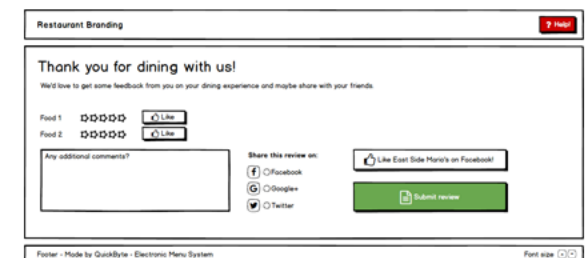 Restaurant Branding
? Help!
Thank you for dining with us!
We'd love to get some feedback from you on your dining experience and maybe share with your friends.
Food 1 Like
Food 2 Like
Any additional comments?
Share this review on:
f Facebook
G Google+
Twitter
Like East Side Mario's on Facebook!
Submit review
Footer - Made by QuickByte - Electronic Menu System
Font size + -